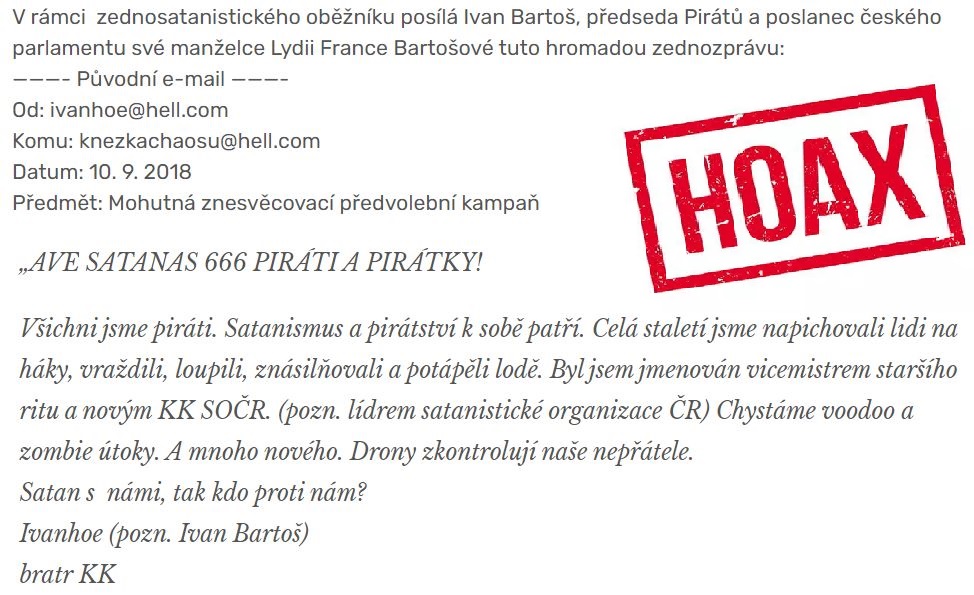 V rámci  zednosatanistického oběžníku posílá Ivan Bartoš, předseda Pirátů a poslanec českého
parlamentu své manželce Lydii France Bartošové tuto hromadou zednozprávu:
———- Původní e-mail ———-
Od: ivanhoe@hell.com
Komu: knezkachaosu@hell.com
Datum: 10. 9. 2018
Předmět: Mohutná znesvěcovací předvolební kampaň
HOAX
„AVE SATANAS 666 PIRÁTI A PIRÁTKY!
Všichni jsme piráti. Satanismus a pirátství k sobě patří. Celá staletí jsme napichovali lidi na
háky, vraždili, loupili, znásilňovali a potápěli lodě. Byl jsem jmenován vicemistrem staršího
ritu a novým KK SOČR. (pozn. lídrem satanistické organizace ČR) Chystáme voodoo a
zombie útoky. A mnoho nového. Drony zkontrolují naše nepřátele.
Satan s  námi, tak kdo proti nám?
Ivanhoe (pozn. Ivan Bartoš)
bratr KK